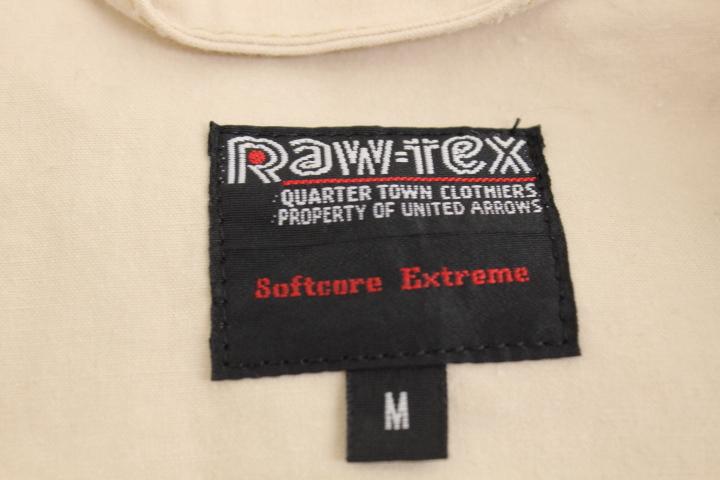 Raw-Tex
QUARTER TOWN CLOTHIERS
PROPERTY OF UNITED ARROWS
Softcore Extreme
M